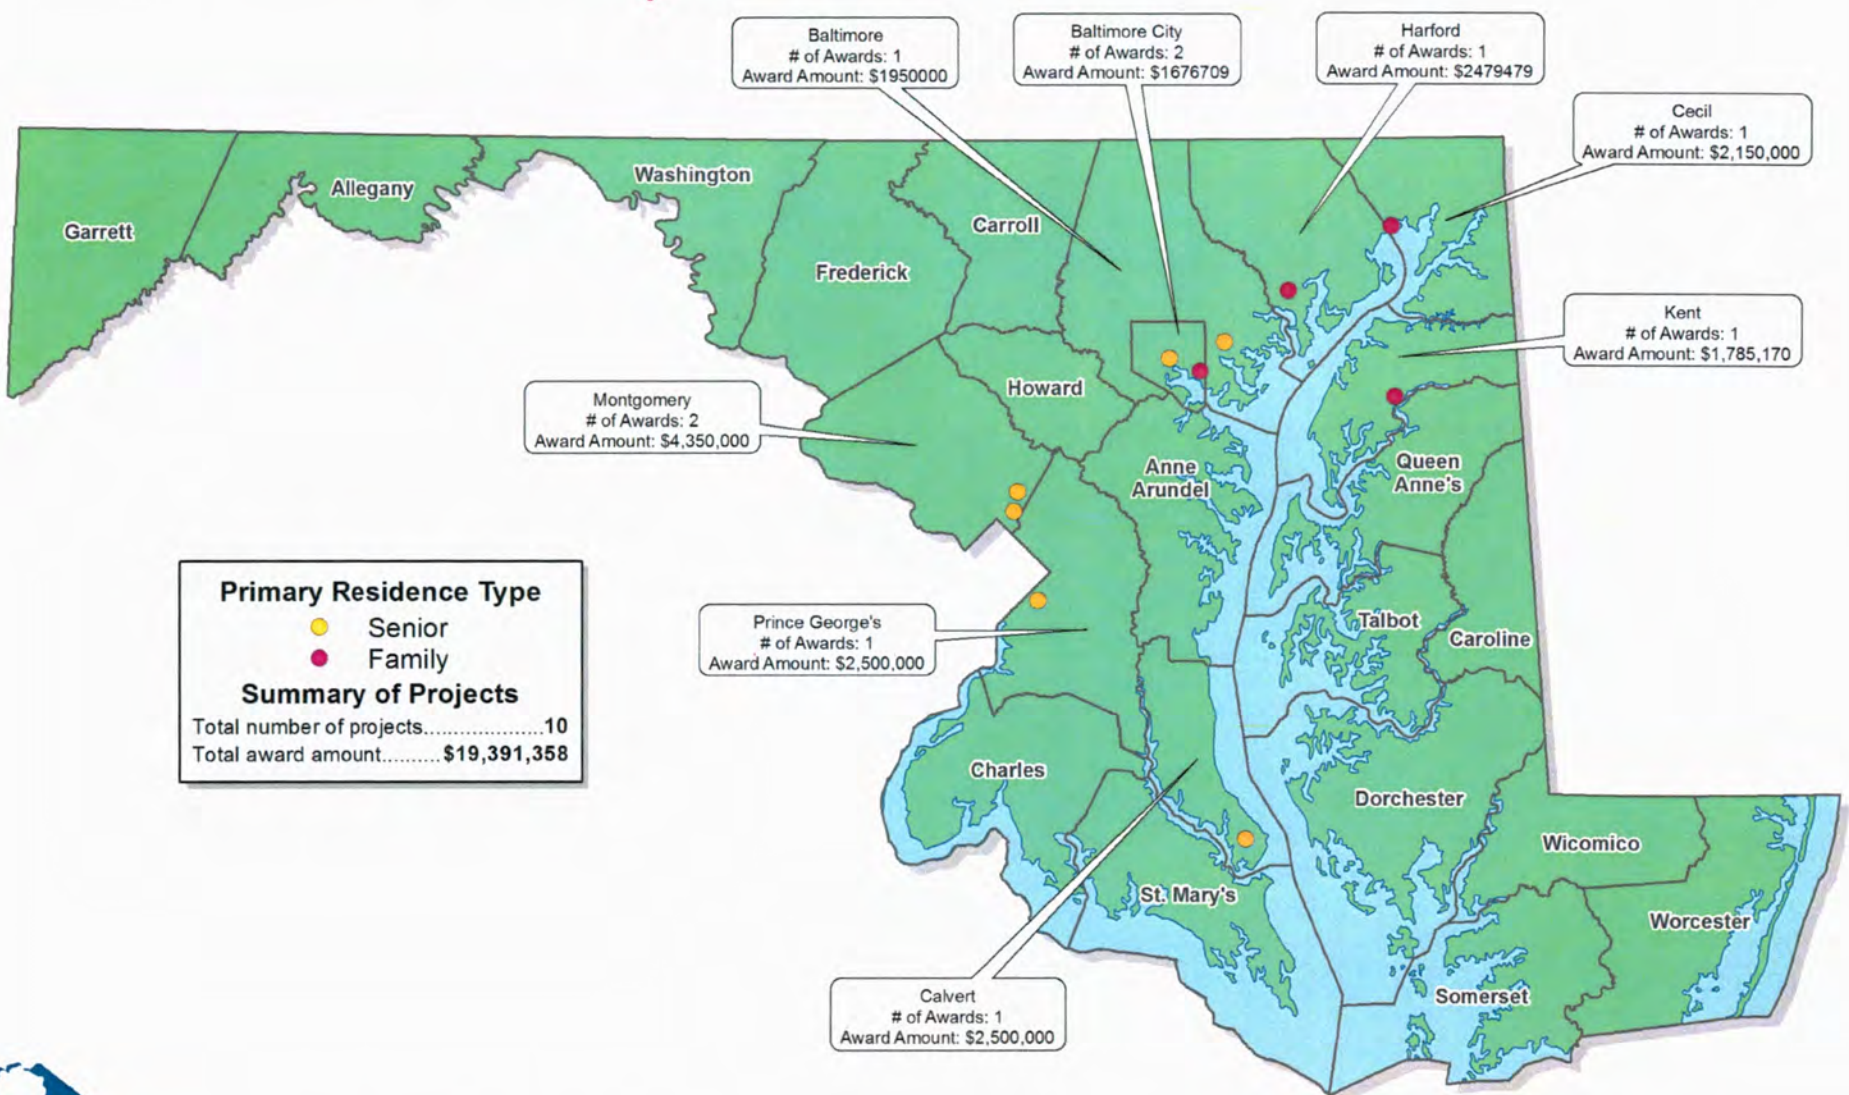 Baltimore
# of Awards: 1
Award Amount: $1950000
Baltimore City
# of Awards: 2
Award Amount: $1676709
Harford
# of Awards: 1
Award Amount: $2479479
Cecil
# of Awards: 1
Award Amount: $2,150,000
Garrett
Allegany
Washington
Frederick
Carroll
Kent
# of Awards: 1
Award Amount: $1,785,170
Howard
Montgomery
# of Awards: 2
Award Amount: $4,350,000
Anne
Arundel
Queen
Anne's
Primary Residence Type
Senior
Family
Summary of Projects
Total number of projects....................10
Total award amount..........$19,391,358
Prince George's
# of Awards: 1
Award Amount: $2,500,000
Talbot
Caroline
Charles
Dorchester
Wicomico
St. Mary's
Worcester
Somerset
Calvert
# of Awards: 1
Award Amount: $2,500,000